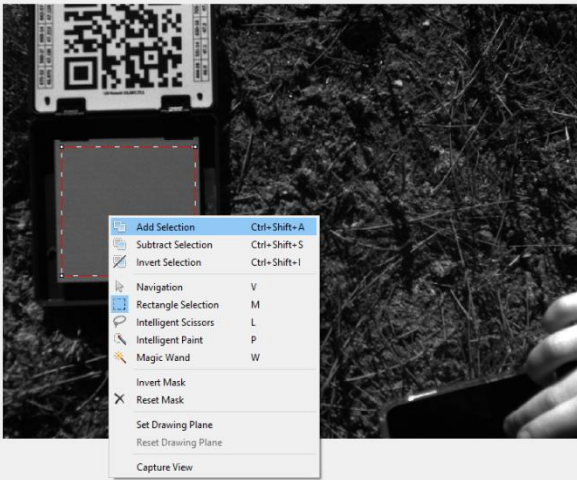 Add Selection Ctrl+Shift+A
Subtract Selection Ctrl+Shift+S
Invert Selection Ctrl+Shift+I
Navigation V
Rectangle Selection M
Intelligent Scissors L
Intelligent Paint P
Magic Wand W
Invert Mask
Reset Mask
Set Drawing Plane
Reset Drawing Plane
Capture View